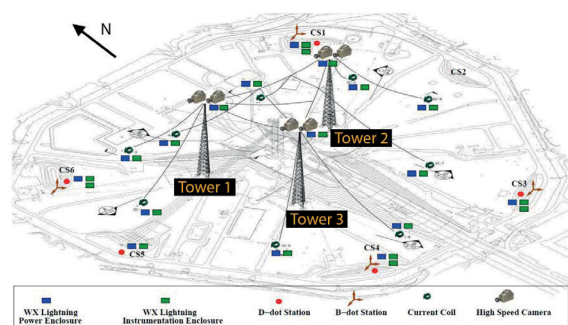 N
CS1
CS2
Tower 2
CS6
Tower 1
CS3
Tower 3
CS5
CS4
WX Lightning
Power Enclosure
WX Lightning
Instrumentation Enclosure
D-dot Station
B-dot Station
Current Coil
High Speed Camera